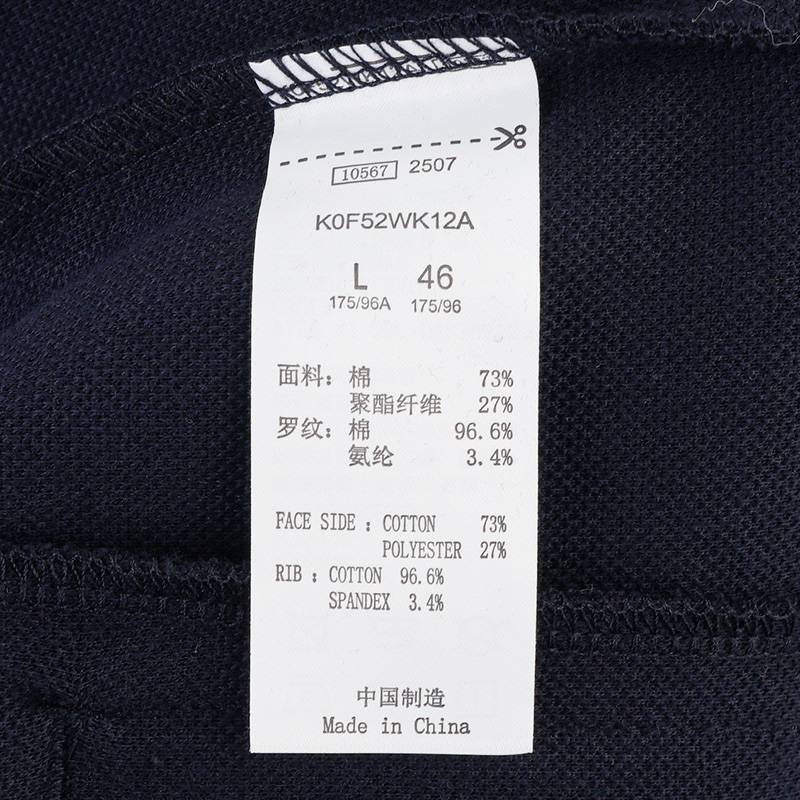 10567 2507
K0F52WK12A
L 46
175/96A 175/96
面料：棉 73%
聚酯纤维 27%
罗纹：棉 96.6%
氨纶 3.4%
FACE SIDE : COTTON 73%
POLYESTER 27%
RIB : COTTON 96.6%
SPANDEX 3.4%
中国制造
Made in China